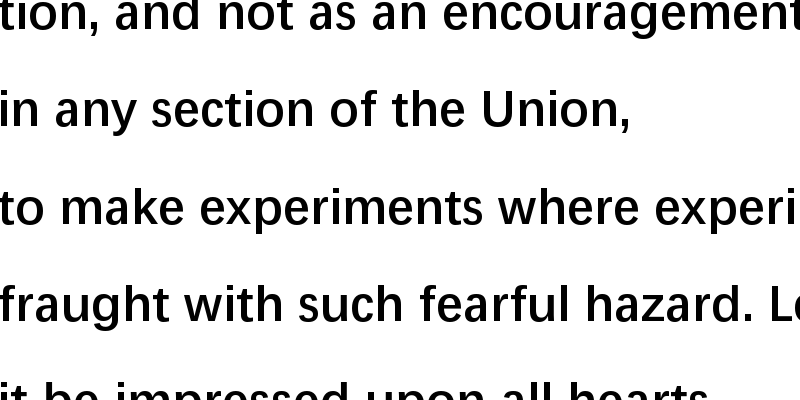 tion, and not as an encouragement
in any section of the Union,
to make experiments where experi
fraught with such fearful hazard. L
it be impressed upon all hearts